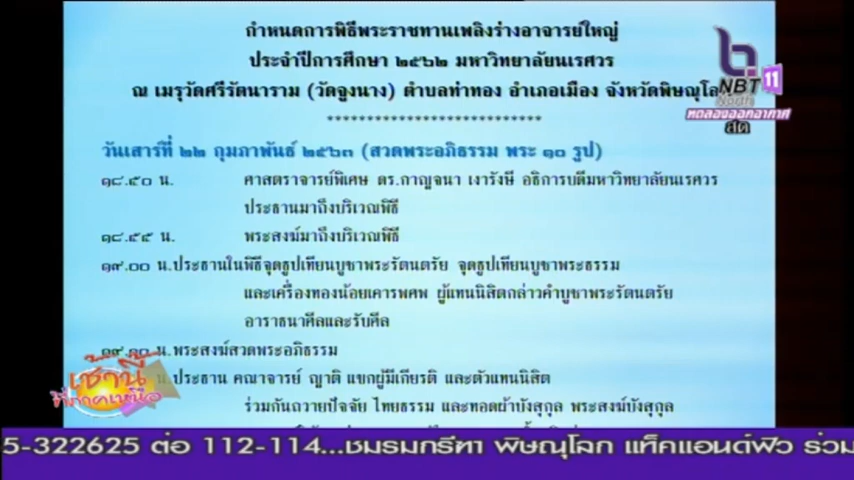 กำหนดการพิธีพระราชทานเพลิงร่างอาจารย์ใหญ่
ประจำปีการศึกษา ๒๕๖๒ มหาวิทยาลัยนเรศวร
ณ เมรุวัดศรีรัตนาราม (วัดจูงนาง) ตำบลท่าทอง อำเภอเมือง จังหวัดพิษณุโล
NBT 11
North
ทดลองออกอากาศ
สด
**************************
วันเสาร์ที่ ๒๒ กุมภาพันธ์ ๒๕๖๓ (สวดพระอภิธรรม พระ ๑๐ รูป)
๑๘.๕๐ น. ศาสตราจารย์พิเศษ ดร.กาญจนา เงารังษี อธิการบดีมหาวิทยาลัยนเรศวร
ประธานมาถึงบริเวณพิธี
๑๘.๕๕ น. พระสงฆ์มาถึงบริเวณพิธี
๑๙.๐๐ น.ประธานในพิธีจุดธูปเทียนบูชาพระรัตนตรัย จุดธูปเทียนบูชาพระธรรม
และเครื่องทองน้อยเคารพศพ ผู้แทนนิสิตกล่าวคำบูชาพระรัตนตรัย
อาราธนาศีลและรับศีล
๑๙.๑๐ น.พระสงฆ์สวดพระอภิธรรม
น.ประธาน คณาจารย์ ญาติ แขกผู้มีเกียรติ และตัวแทนนิสิต
ร่วมกันถวายปัจจัย ไทยธรรม และทอดผ้าบังสุกุล พระสงฆ์บังสุกุล
เช้านี้
ที่ภาคเหนือ
5-322625 ต่อ 112-114...ชมรมกรีฑา พิษณุโลก แท็คแอนด์ฟิว ร่วม